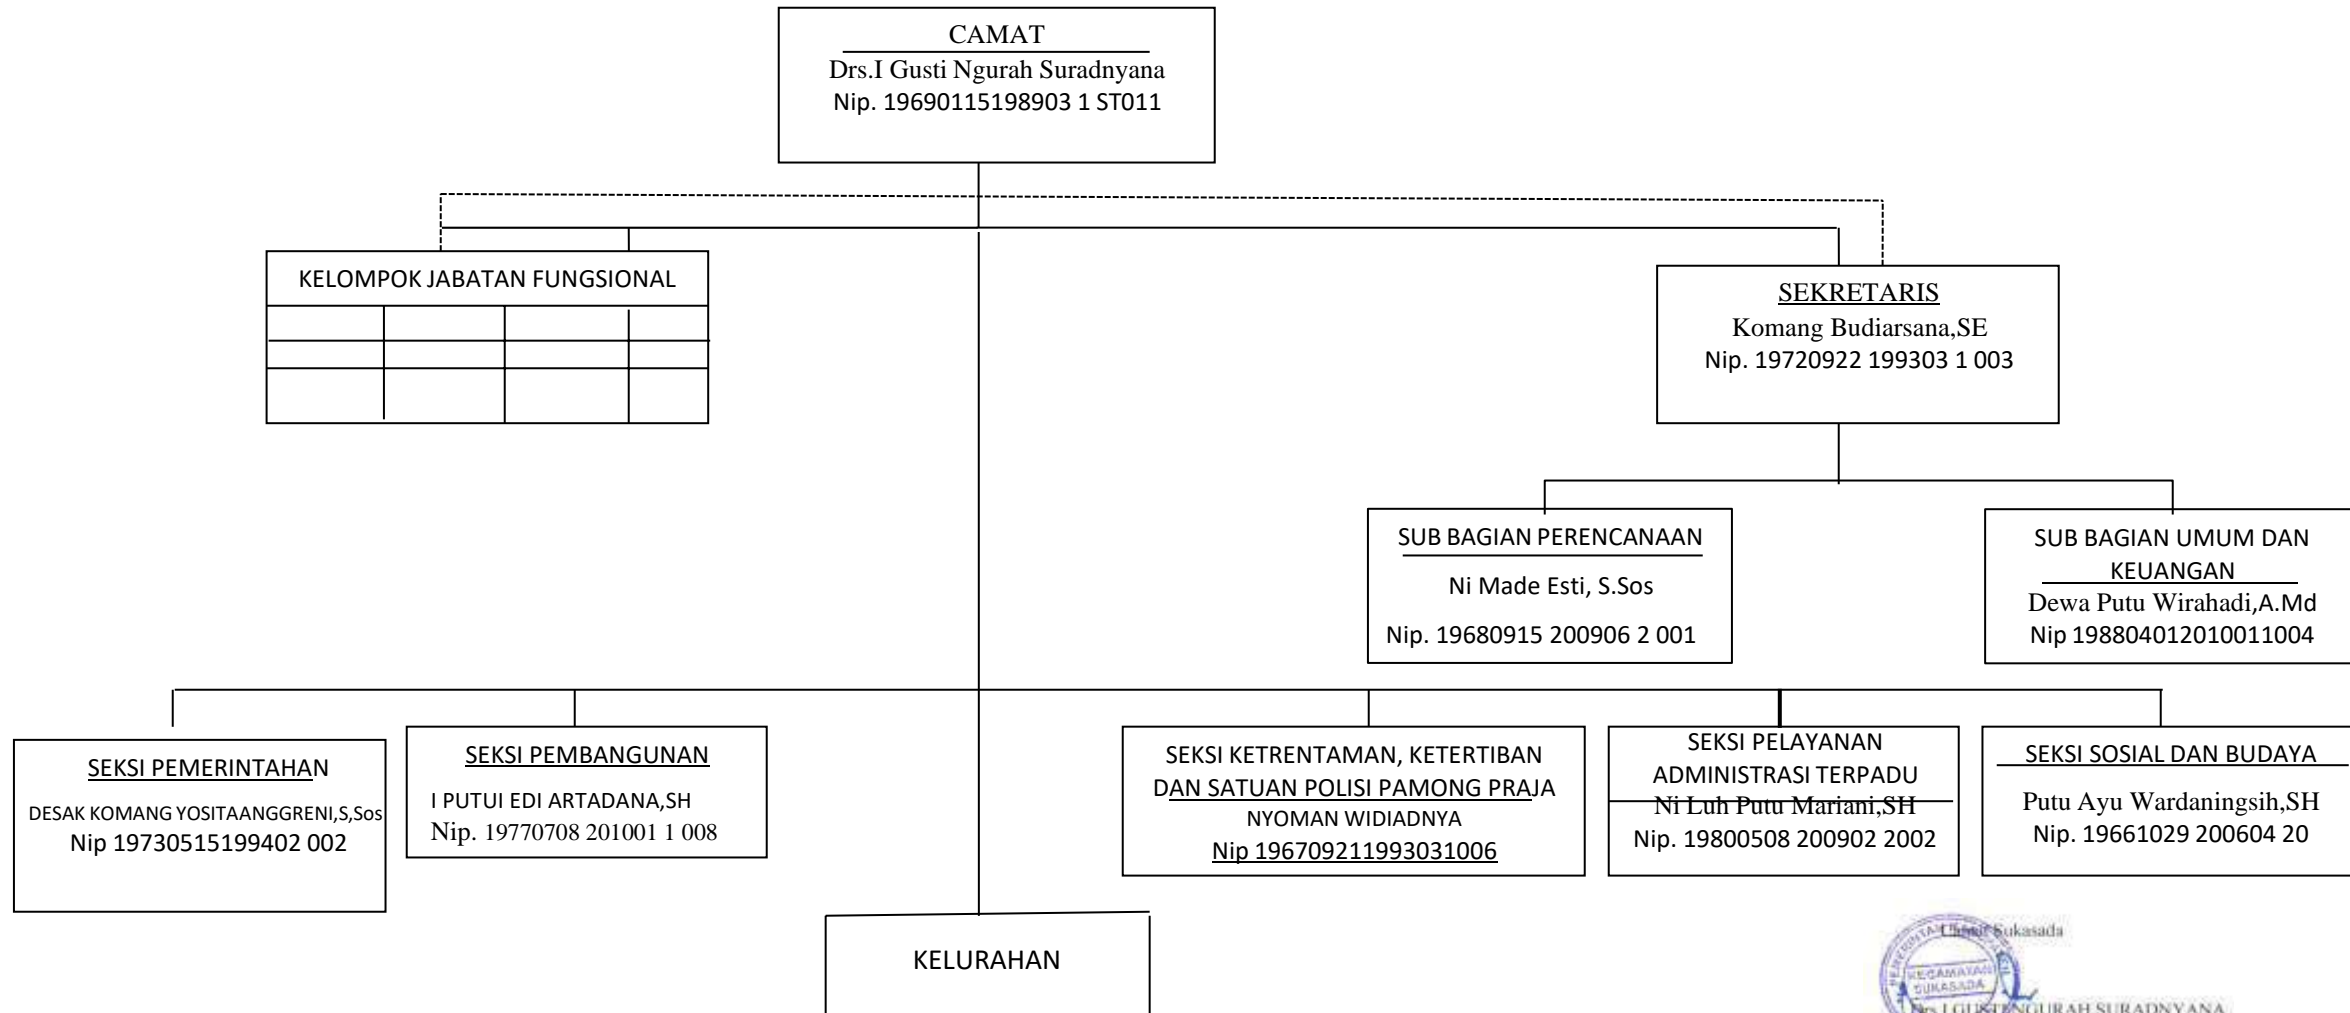 CAMAT
Drs.I Gusti Ngurah Suradnyana
Nip. 19690115198903 1 ST011
KELOMPOK JABATAN FUNGSIONAL
SEKRETARIS
Komang Budiarsana,SE
Nip. 19720922 199303 1 003
SUB BAGIAN PERENCANAAN
Ni Made Esti, S.Sos
Nip. 19680915 200906 2 001
SUB BAGIAN UMUM DAN
KEUANGAN
Dewa Putu Wirahadi,A.Md
Nip 198804012010011004
SEKSI PEMERINTAHAN
DESAK KOMANG YOSITAANGGRENI,S,Sos
Nip 19730515199402 002
SEKSI PEMBANGUNAN
I PUTUI EDI ARTADANA,SH
Nip. 19770708 201001 1 008
SEKSI KETRENTAMAN, KETERTIBAN
DAN SATUAN POLISI PAMONG PRAJA
NYOMAN WIDIADNYA
Nip 196709211993031006
SEKSI PELAYANAN
ADMINISTRASI TERPADU
Ni Luh Putu Mariani,SH
Nip. 19800508 200902 2002
SEKSI SOSIAL DAN BUDAYA
Putu Ayu Wardaningsih,SH
Nip. 19661029 200604 20
KELURAHAN
Sukasada
KECAMATAN
SUKASADA
NGURAH SURADNYANA